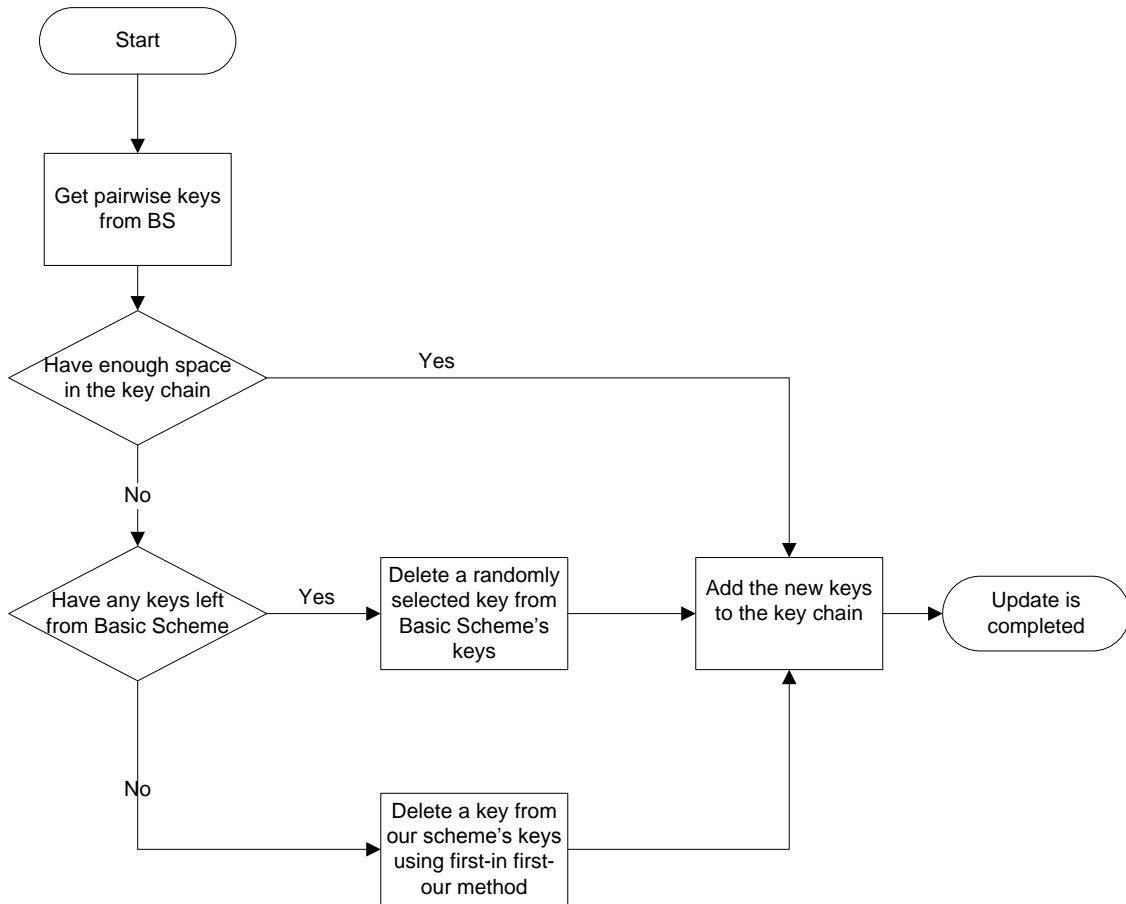 Start
Get pairwise keys
from BS
Have enough space
in the key chain
Yes
No
Have any keys left
from Basic Scheme
Yes
Delete a randomly
selected key from
Basic Scheme’s
keys
Add the new keys
to the key chain
Update is
completed
No
Delete a key from
our scheme’s keys
using first-in first-
our method